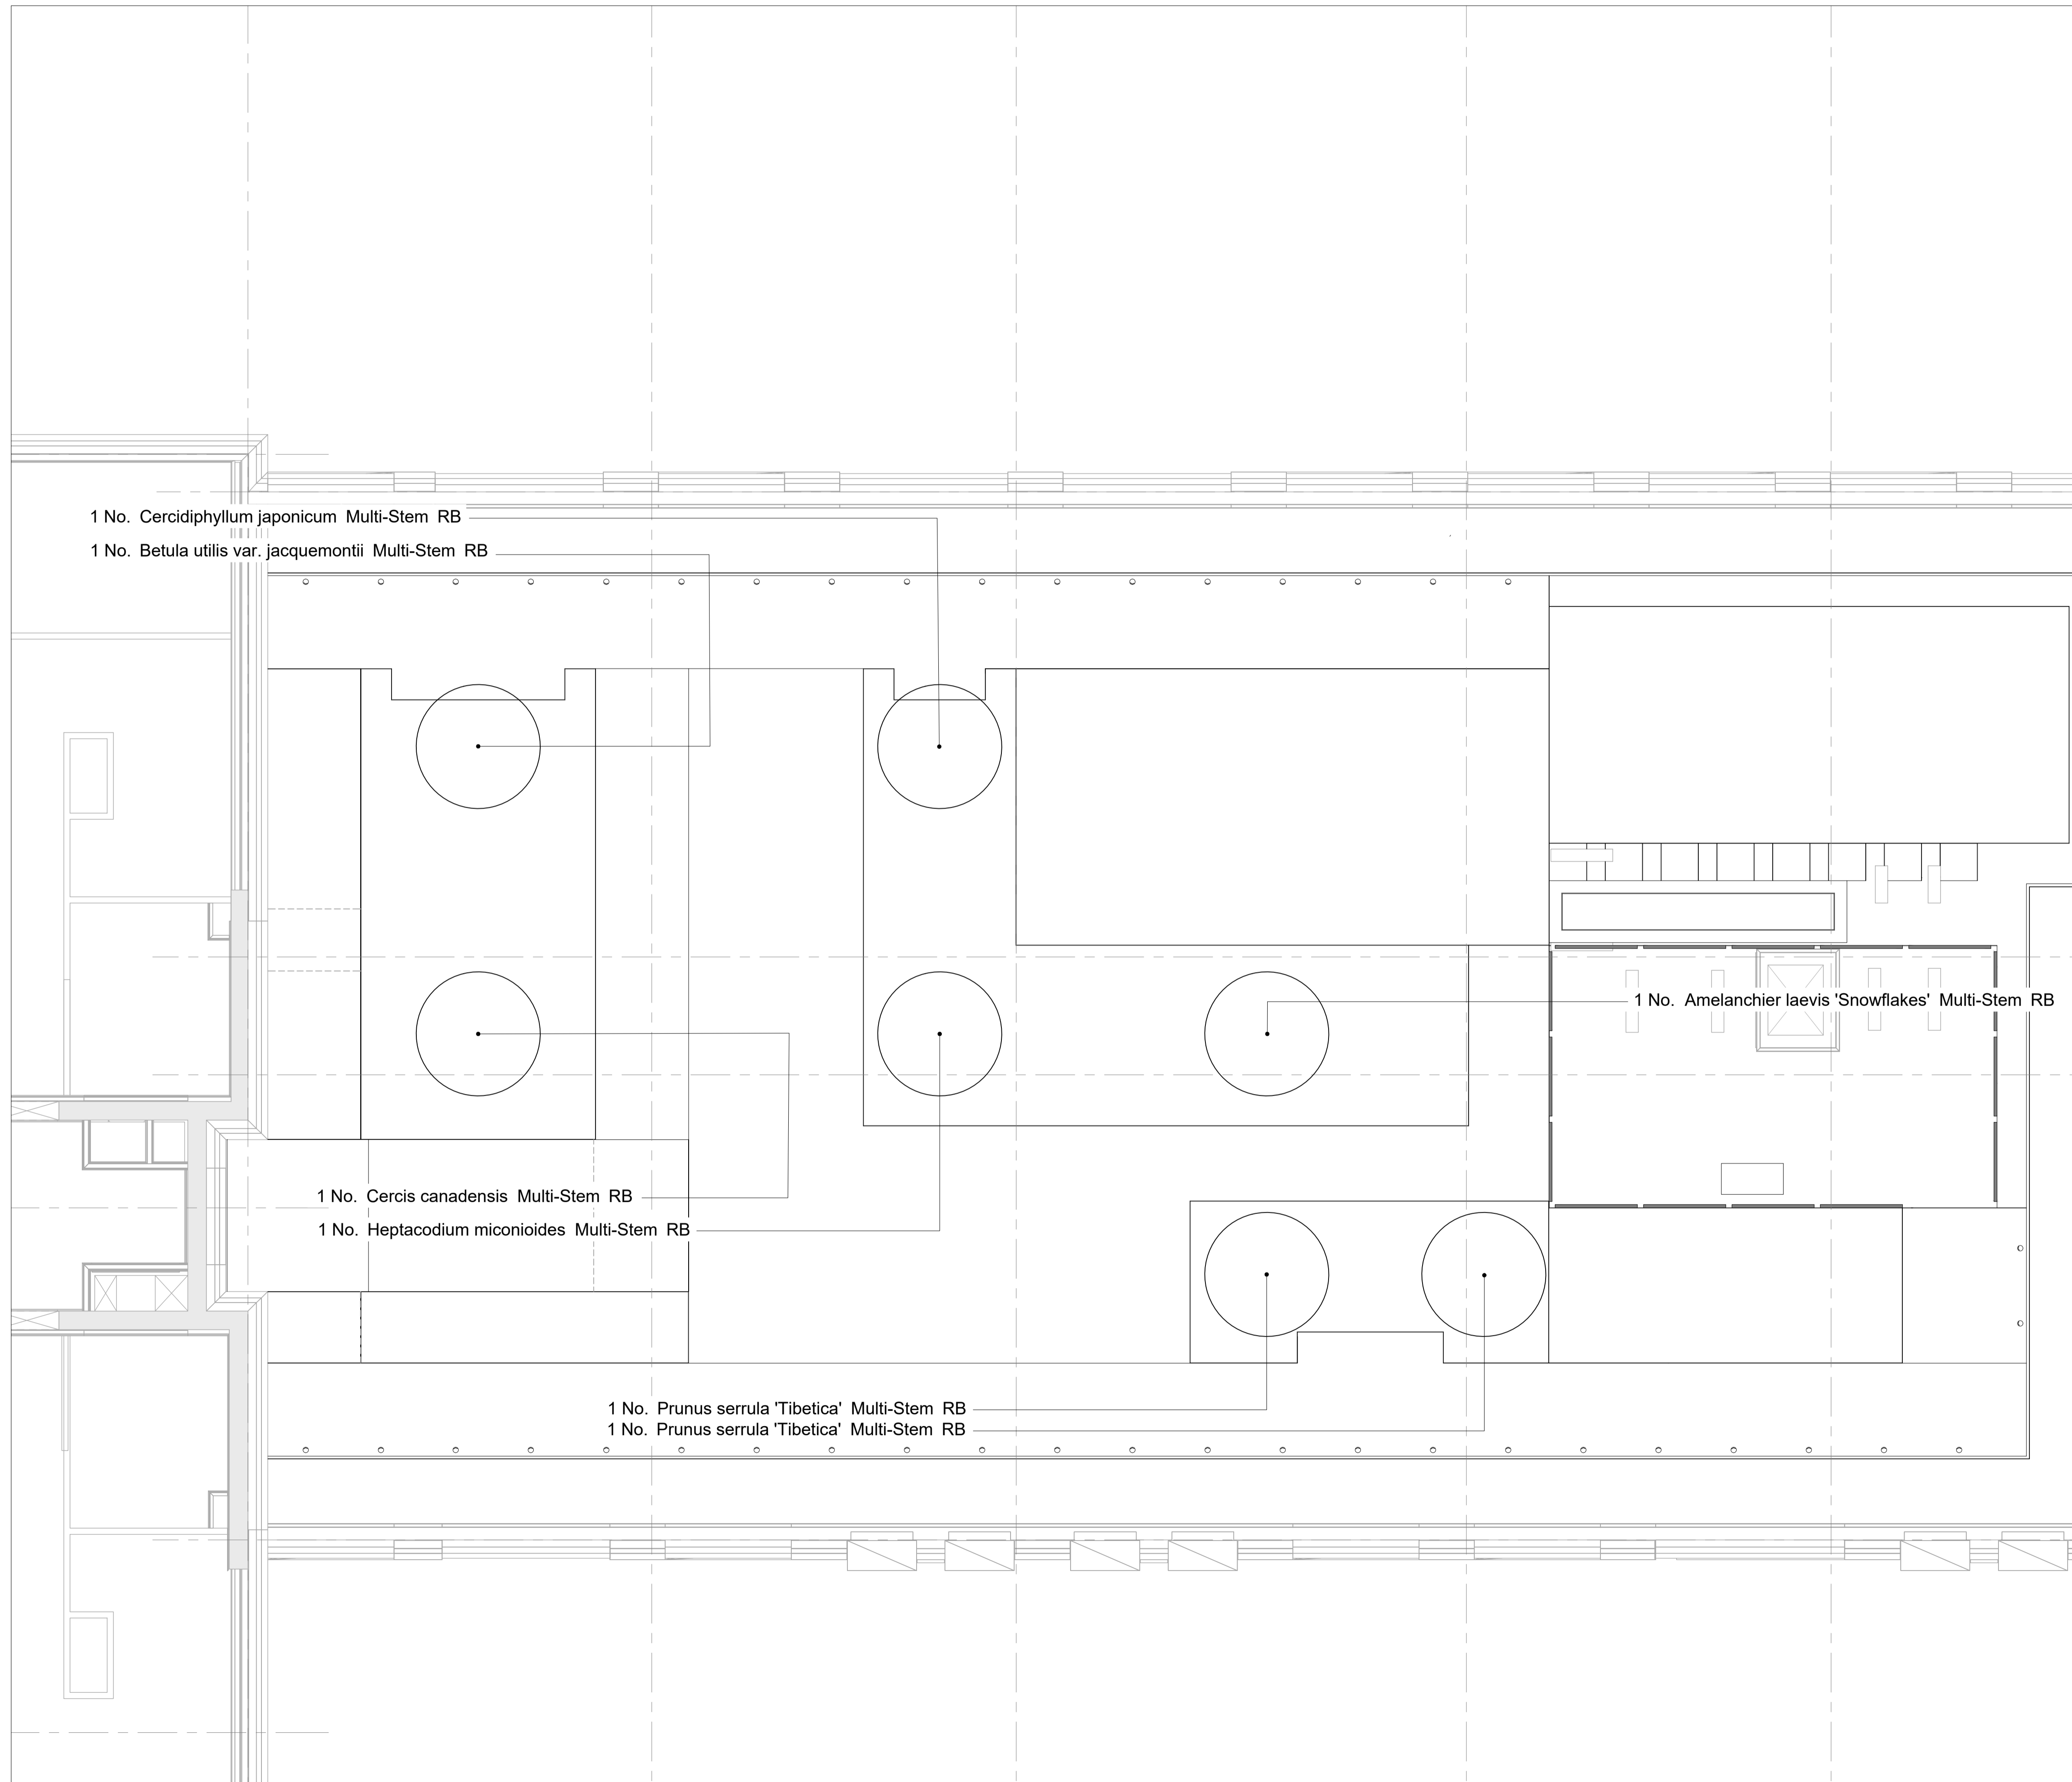 1 No. Cercidiphyllum japonicum Multi-Stem RB
1 No. Betula utilis var. jacquemontii Multi-Stem RB
1 No. Amelanchier laevis 'Snowflakes' Multi-Stem RB
1 No. Cercis canadensis Multi-Stem RB
1 No. Heptacodium miconioides Multi-Stem RB
1 No. Prunus serrula 'Tibetica' Multi-Stem RB
1 No. Prunus serrula 'Tibetica' Multi-Stem RB